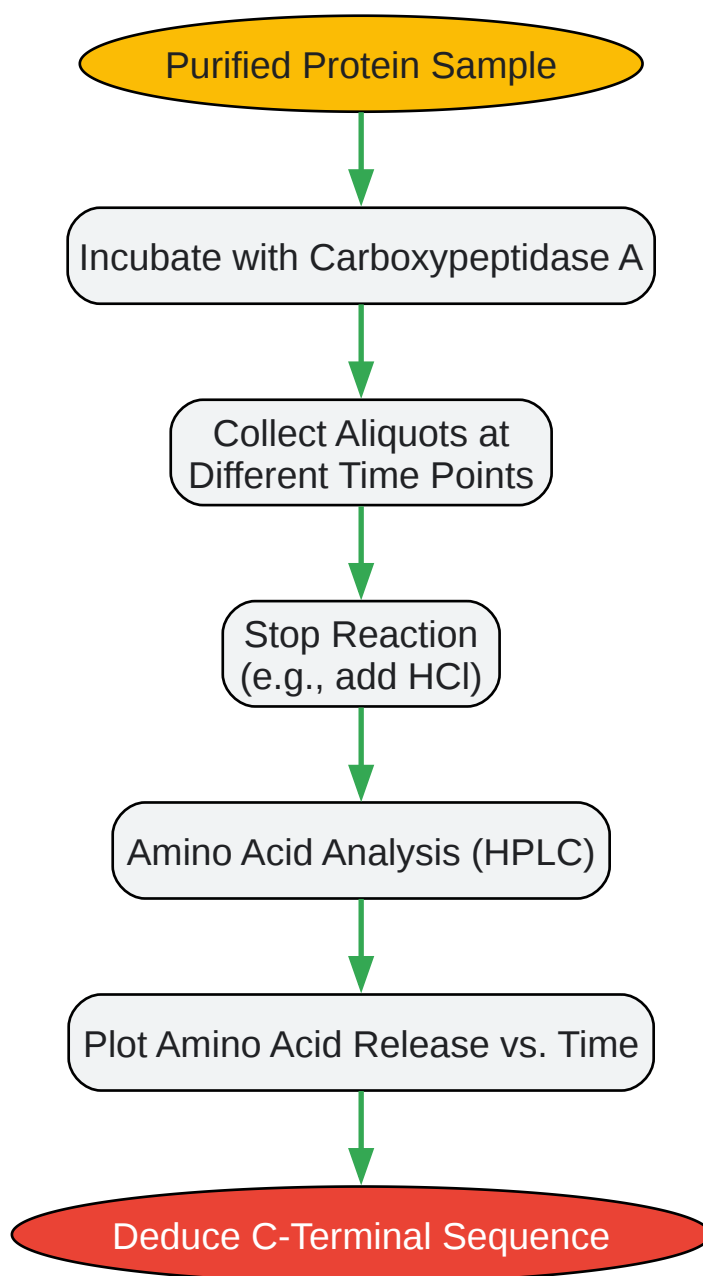 Purified Protein Sample
Incubate with Carboxypeptidase A
Collect Aliquots at
Different Time Points
Stop Reaction
(e.g., add HCl)
Amino Acid Analysis (HPLC)
Plot Amino Acid Release vs. Time
Deduce C-Terminal Sequence